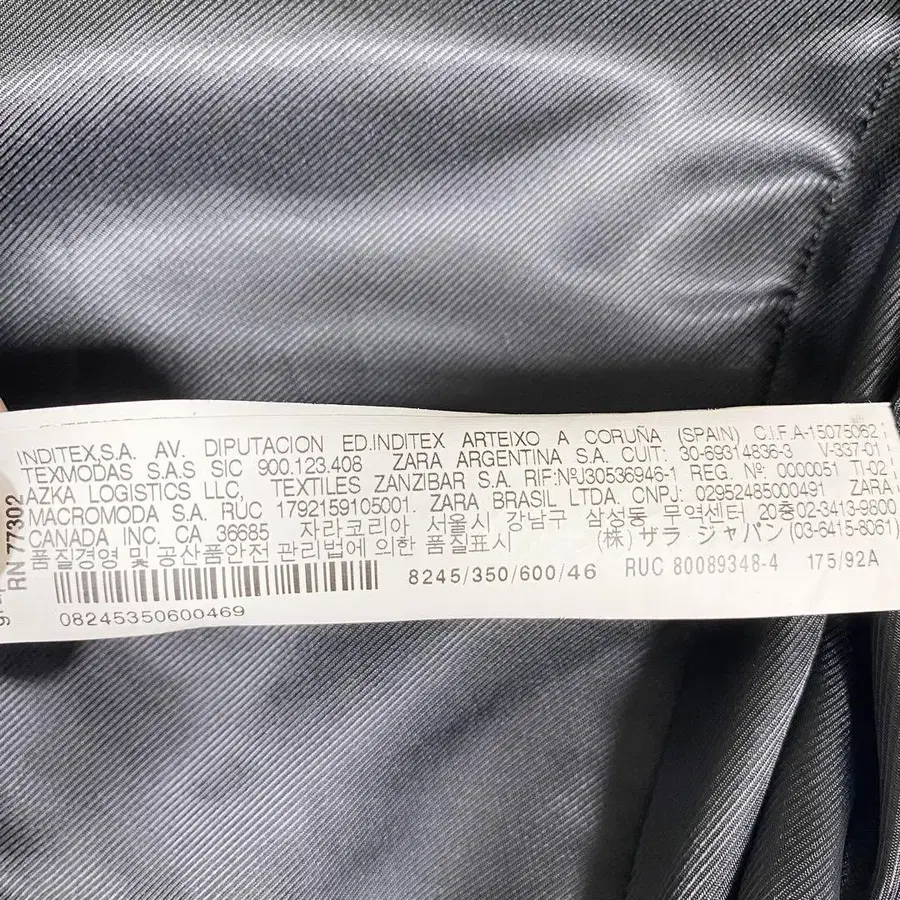 INDITEX,S.A. AV. DIPUTACION ED.INDITEX ARTEIXO A CORUÑA (SPAIN) C.I.F.A-15075062
TEXMODAS S.A.S SIC 900.123.408 ZARA ARGENTINA S.A. CUIT: 30-69314836-3 V-337-01
AZKA LOGISTICS LLC, TEXTILES ZANZIBAR S.A. RIF:NºJ30536946-1 REG. Nº 0000051 TI-02
MACROMODA S.A. RUC 1792159105001. ZARA BRASIL LTDA. CNPJ: 02952485000491 ZARA
CANADA INC. CA 36685 자라코리아 서울시 강남구 삼성동 무역센터 20층02-3413-9800
품질경영 및 공산품안전 관리법에 의한 품질표시 (株) ザラ ジャパン (03-6415-8061)
8245/350/600/46 RUC 80089348-4 175/92A
08245350600469
RN 77302